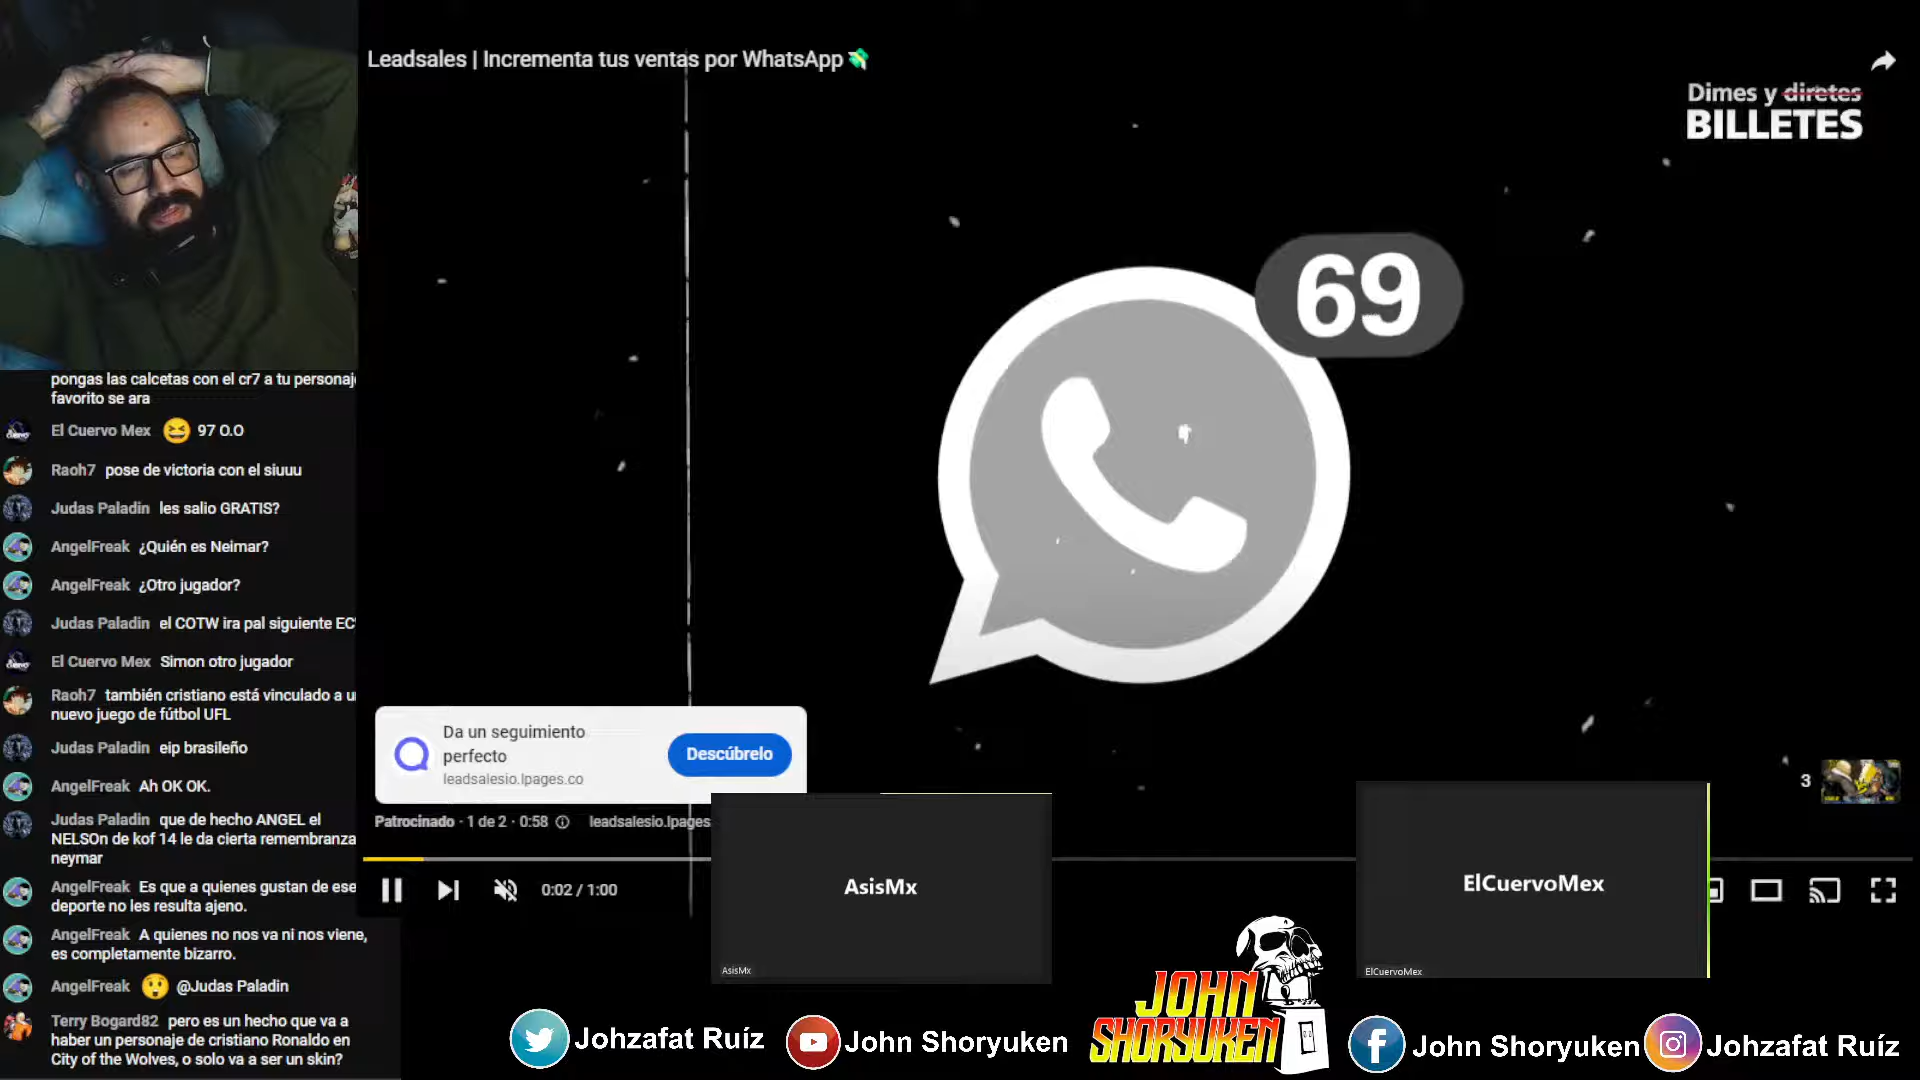 Leadsales | Incrementa tus ventas por WhatsApp
Dimes y diretes
BILLETES
69
pongas las calcetas con el cr7 a tu personaje
favorito se ara
El Cuervo Mex 😆 97 O.O
Raoh7 pose de victoria con el siuuu
Judas Paladin les salio GRATIS?
AngelFreak ¿Quién es Neimar?
AngelFreak ¿Otro jugador?
Judas Paladin el COTW ira pal siguiente EC
El Cuervo Mex Simon otro jugador
Raoh7 también cristiano está vinculado a u
nuevo juego de fútbol UFL
Judas Paladin eip brasileño
AngelFreak Ah OK OK.
Judas Paladin que de hecho ANGEL el
NELSOn de kof 14 le da cierta remembranza
neymar
AngelFreak Es que a quienes gustan de ese
deporte no les resulta ajeno.
AngelFreak A quienes no nos va ni nos viene,
es completamente bizarro.
AngelFreak 😲 @Judas Paladin
Terry Bogard82 pero es un hecho que va a
haber un personaje de cristiano Ronaldo en
City of the Wolves, o solo va a ser un skin?
Da un seguimiento
perfecto
leadsalesio.lpages.co
Descúbrelo
Patrocinado · 1 de 2 · 0:58 leadsalesio.lpages
3
0:02 / 1:00
AsisMx
AsisMx
ElCuervoMex
ElCuervoMex
Johzafat Ruíz
John Shoryuken
JOHN
SHORYUKEN
John Shoryuken
Johzafat Ruíz